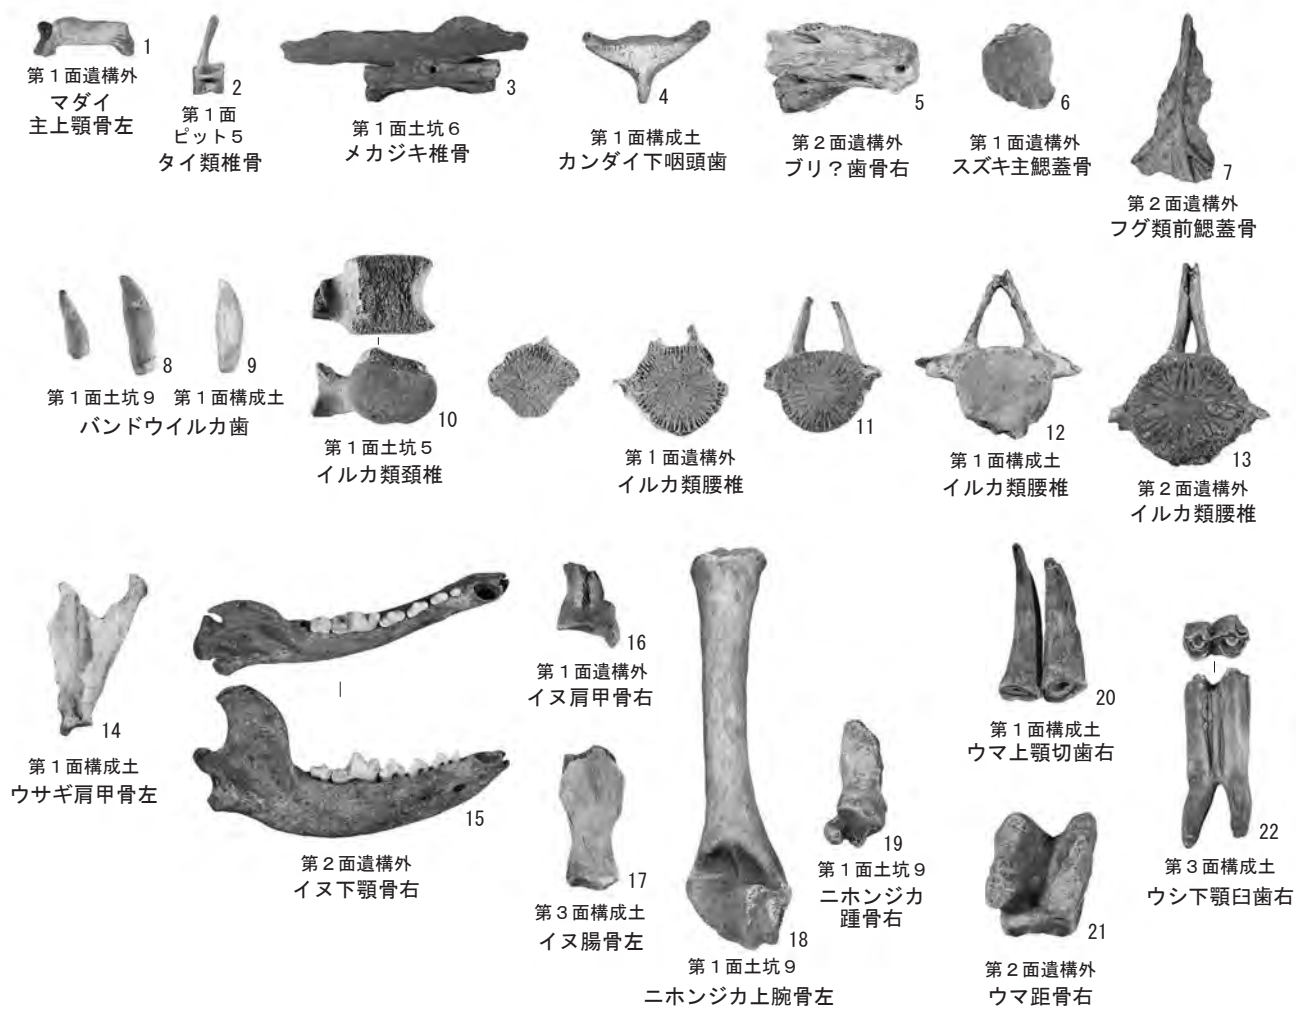 1
第1面遺構外
マダイ
主上顎骨左
2
第1面
ピット5
タイ類椎骨
3
第1面土坑6
メカジキ椎骨
4
第1面構成土
カンダイ下咽頭歯
5
第2面遺構外
ブリ？歯骨右
6
第1面遺構外
スズキ主鰓蓋骨
7
第2面遺構外
フグ類前鰓蓋骨
8
9
第1面土坑9 第1面構成土
バンドウイルカ歯
10
第1面土坑5
イルカ類頚椎
11
第1面遺構外
イルカ類腰椎
12
第1面構成土
イルカ類腰椎
13
第2面遺構外
イルカ類腰椎
14
第1面構成土
ウサギ肩甲骨左
15
第2面遺構外
イヌ下顎骨右
16
第1面遺構外
イヌ肩甲骨右
17
第3面構成土
イヌ腸骨左
18
第1面土坑9
ニホンジカ上腕骨左
19
第1面土坑9
ニホンジカ
踵骨右
20
第1面構成土
ウマ上顎切歯右
21
第2面遺構外
ウマ距骨右
22
第3面構成土
ウシ下顎臼歯右